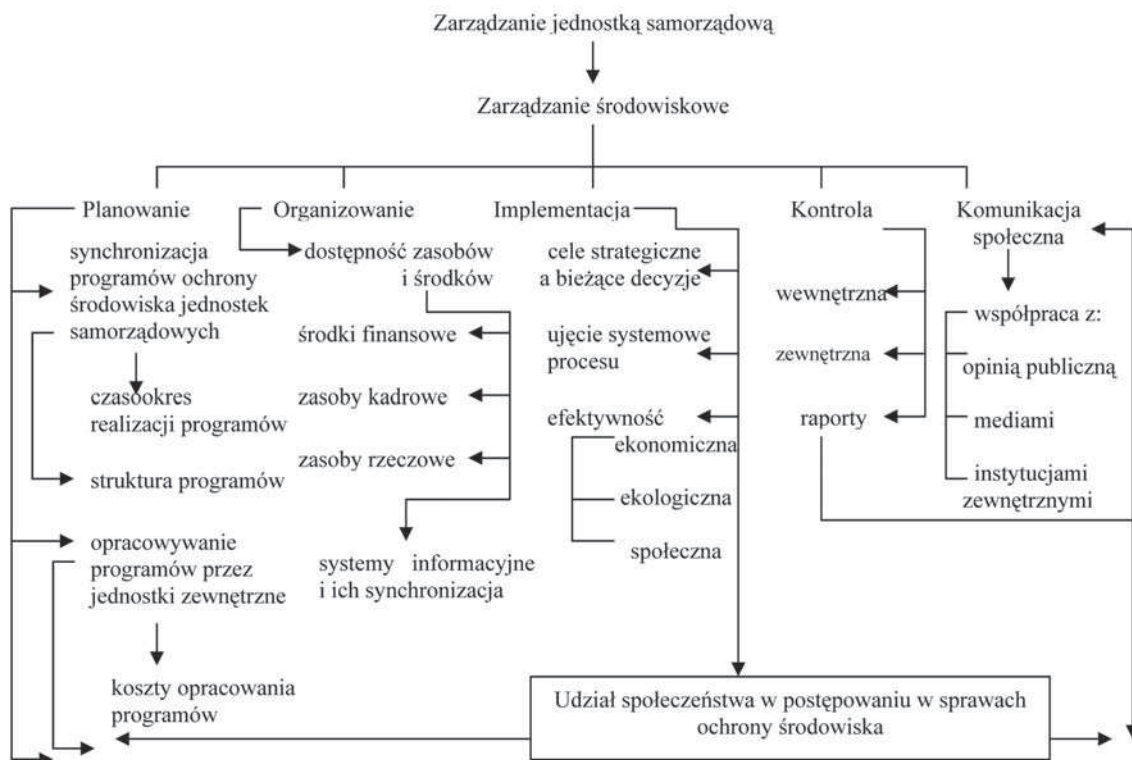 Zarządzanie jednostką samorządową
Zarządzanie środowiskowe
Planowanie
synchronizacja
programów ochrony
środowiska jednostek
samorządowych
czasookres
realizacji programów
struktura programów
opracowywanie
programów przez
jednostki zewnętrzne
koszty opracowania
programów
Organizowanie
dostępność zasobów
i środków
środki finansowe
zasoby kadrowe
zasoby rzeczowe
systemy informacyjne
i ich synchronizacja
Implementacja
cele strategiczne
a bieżące decyzje
ujęcie systemowe
procesu
efektywność
ekonomiczna
ekologiczna
społeczna
Kontrola
wewnętrzna
zewnętrzna
raporty
Komunikacja
społeczna
współpraca z:
opinią publiczną
mediami
instytucjami
zewnętrznymi
Udział społeczeństwa w postępowaniu w sprawach
ochrony środowiska